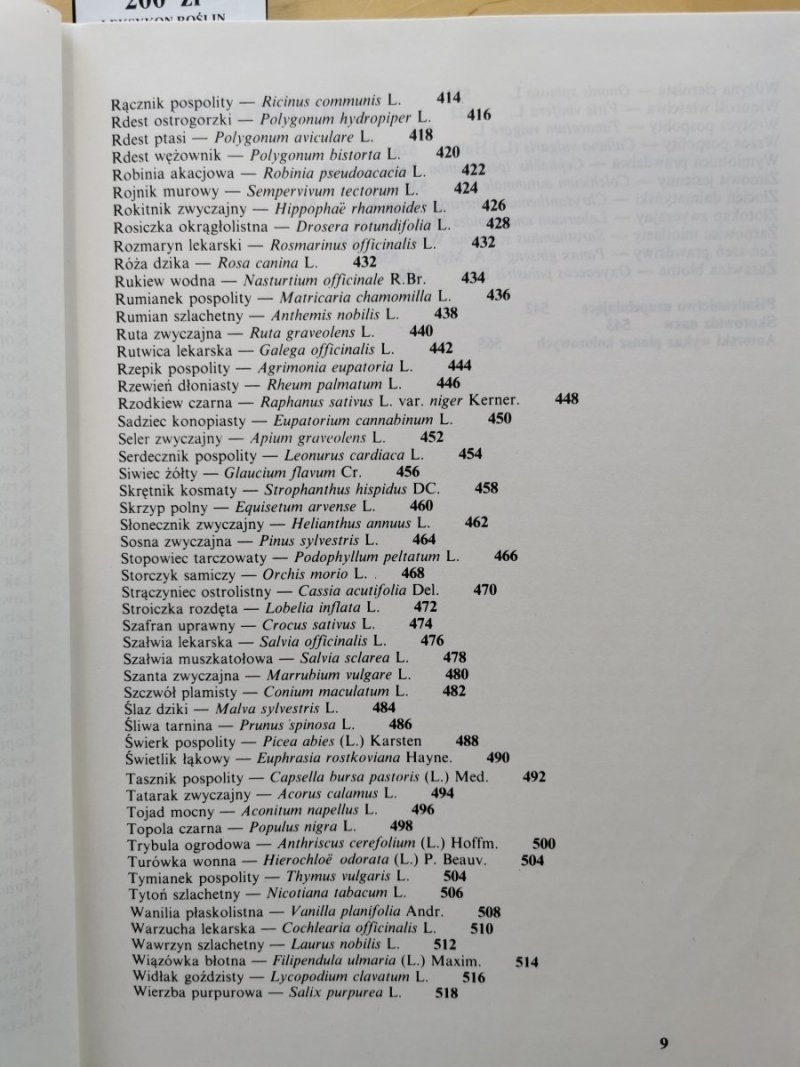 200 zł
LEKSYKON ROŚLIN
Rącznik pospolity — Ricinus communis L. 414
Rdest ostrogorzki — Polygonum hydropiper L. 416
Rdest ptasi — Polygonum aviculare L. 418
Rdest wężownik — Polygonum bistorta L. 420
Robinia akacjowa — Robinia pseudoacacia L. 422
Rojnik murowy — Sempervivum tectorum L. 424
Rokitnik zwyczajny — Hippophaë rhamnoides L. 426
Rosiczka okrągłolistna — Drosera rotundifolia L. 428
Rozmaryn lekarski — Rosmarinus officinalis L. 432
Róża dzika — Rosa canina L. 432
Rukiew wodna — Nasturtium officinale R.Br. 434
Rumianek pospolity — Matricaria chamomilla L. 436
Rumian szlachetny — Anthemis nobilis L. 438
Ruta zwyczajna — Ruta graveolens L. 440
Rutwica lekarska — Galega officinalis L. 442
Rzepik pospolity — Agrimonia eupatoria L. 444
Rzewień dłoniasty — Rheum palmatum L. 446
Rzodkiew czarna — Raphanus sativus L. var. niger Kerner. 448
Sadziec konopiasty — Eupatorium cannabinum L. 450
Seler zwyczajny — Apium graveolens L. 452
Serdecznik pospolity — Leonurus cardiaca L. 454
Siwiec żółty — Glaucium flavum Cr. 456
Skrętnik kosmaty — Strophanthus hispidus DC. 458
Skrzyp polny — Equisetum arvense L. 460
Słonecznik zwyczajny — Helianthus annuus L. 462
Sosna zwyczajna — Pinus sylvestris L. 464
Stopowiec tarczowaty — Podophyllum peltatum L. 466
Storczyk samiczy — Orchis morio L. 468
Strączyniec ostrolistny — Cassia acutifolia Del. 470
Stroiczka rozdęta — Lobelia inflata L. 472
Szafran uprawny — Crocus sativus L. 474
Szałwia lekarska — Salvia officinalis L. 476
Szałwia muszkatołowa — Salvia sclarea L. 478
Szanta zwyczajna — Marrubium vulgare L. 480
Szczwół plamisty — Conium maculatum L. 482
Ślaz dziki — Malva sylvestris L. 484
Śliwa tarnina — Prunus spinosa L. 486
Świerk pospolity — Picea abies (L.) Karsten 488
Świetlik łąkowy — Euphrasia rostkoviana Hayne. 490
Tasznik pospolity — Capsella bursa pastoris (L.) Med. 492
Tatarak zwyczajny — Acorus calamus L. 494
Tojad mocny — Aconitum napellus L. 496
Topola czarna — Populus nigra L. 498
Trybula ogrodowa — Anthriscus cerefolium (L.) Hoffm. 500
Turówka wonna — Hierochloë odorata (L.) P. Beauv. 504
Tymianek pospolity — Thymus vulgaris L. 504
Tytoń szlachetny — Nicotiana tabacum L. 506
Wanilia płaskolistna — Vanilla planifolia Andr. 508
Warzucha lekarska — Cochlearia officinalis L. 510
Wawrzyn szlachetny — Laurus nobilis L. 512
Wiązówka błotna — Filipendula ulmaria (L.) Maxim. 514
Widłak goździsty — Lycopodium clavatum L. 516
Wierzba purpurowa — Salix purpurea L. 518
9